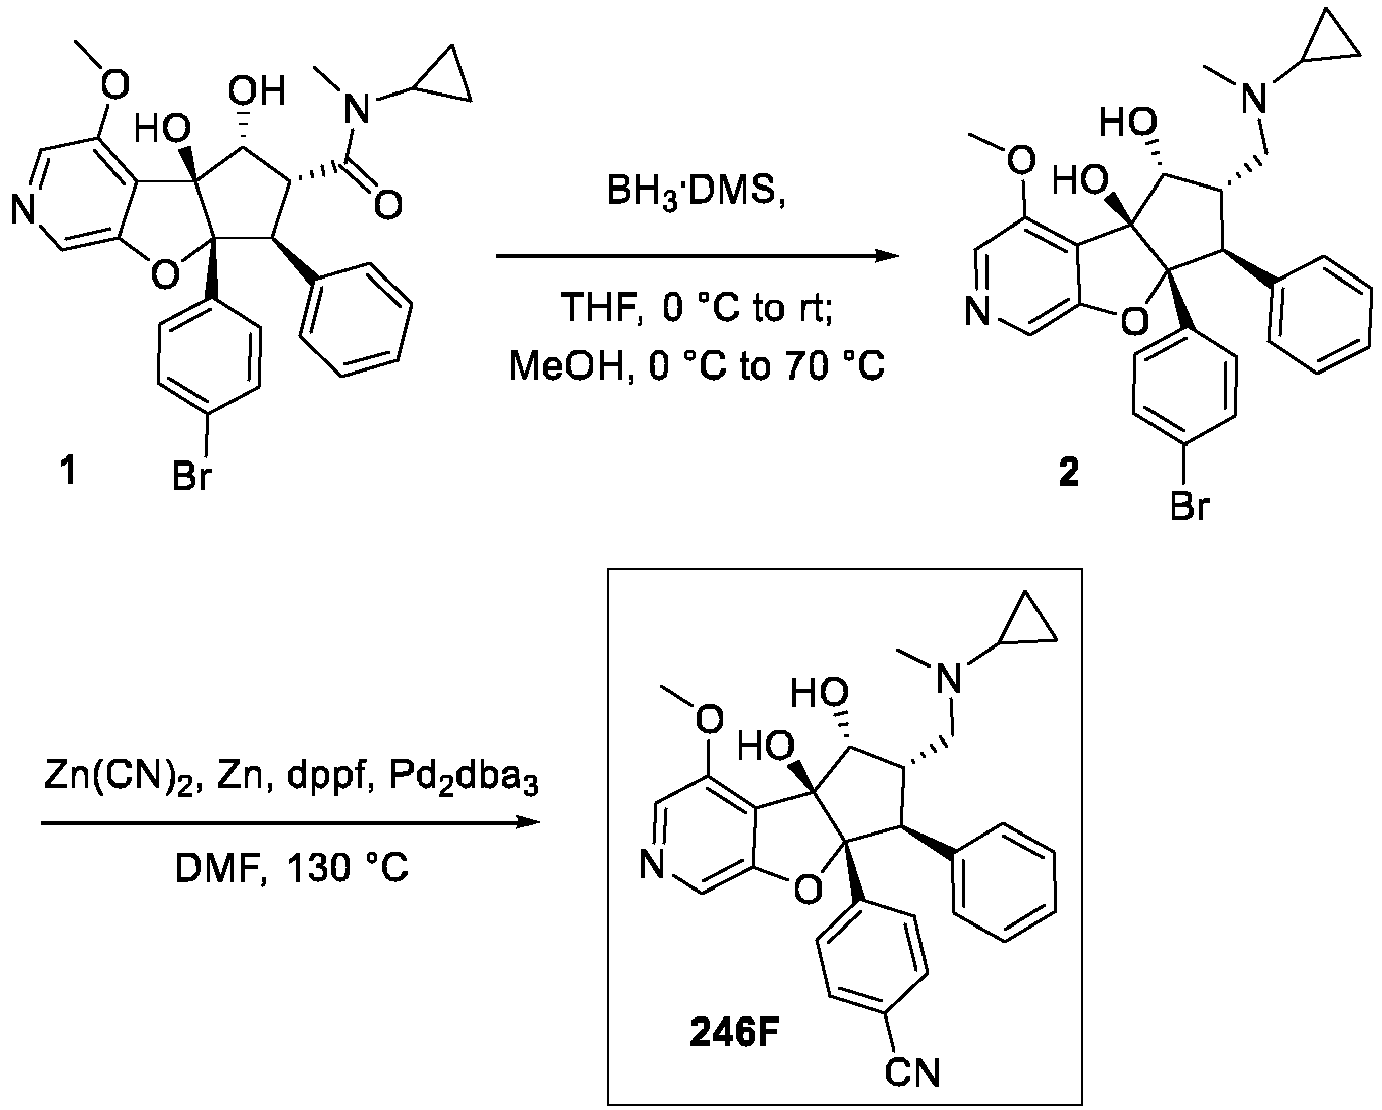 O
HO
OH
N
O
N
O
Br
1
BH3·DMS,
THF, 0 °C to rt;
MeOH, 0 °C to 70 °C
N
HO
O
HO
N
O
Br
2
Zn(CN)2, Zn, dppf, Pd2dba3
DMF, 130 °C
N
HO
O
HO
N
O
246F
CN